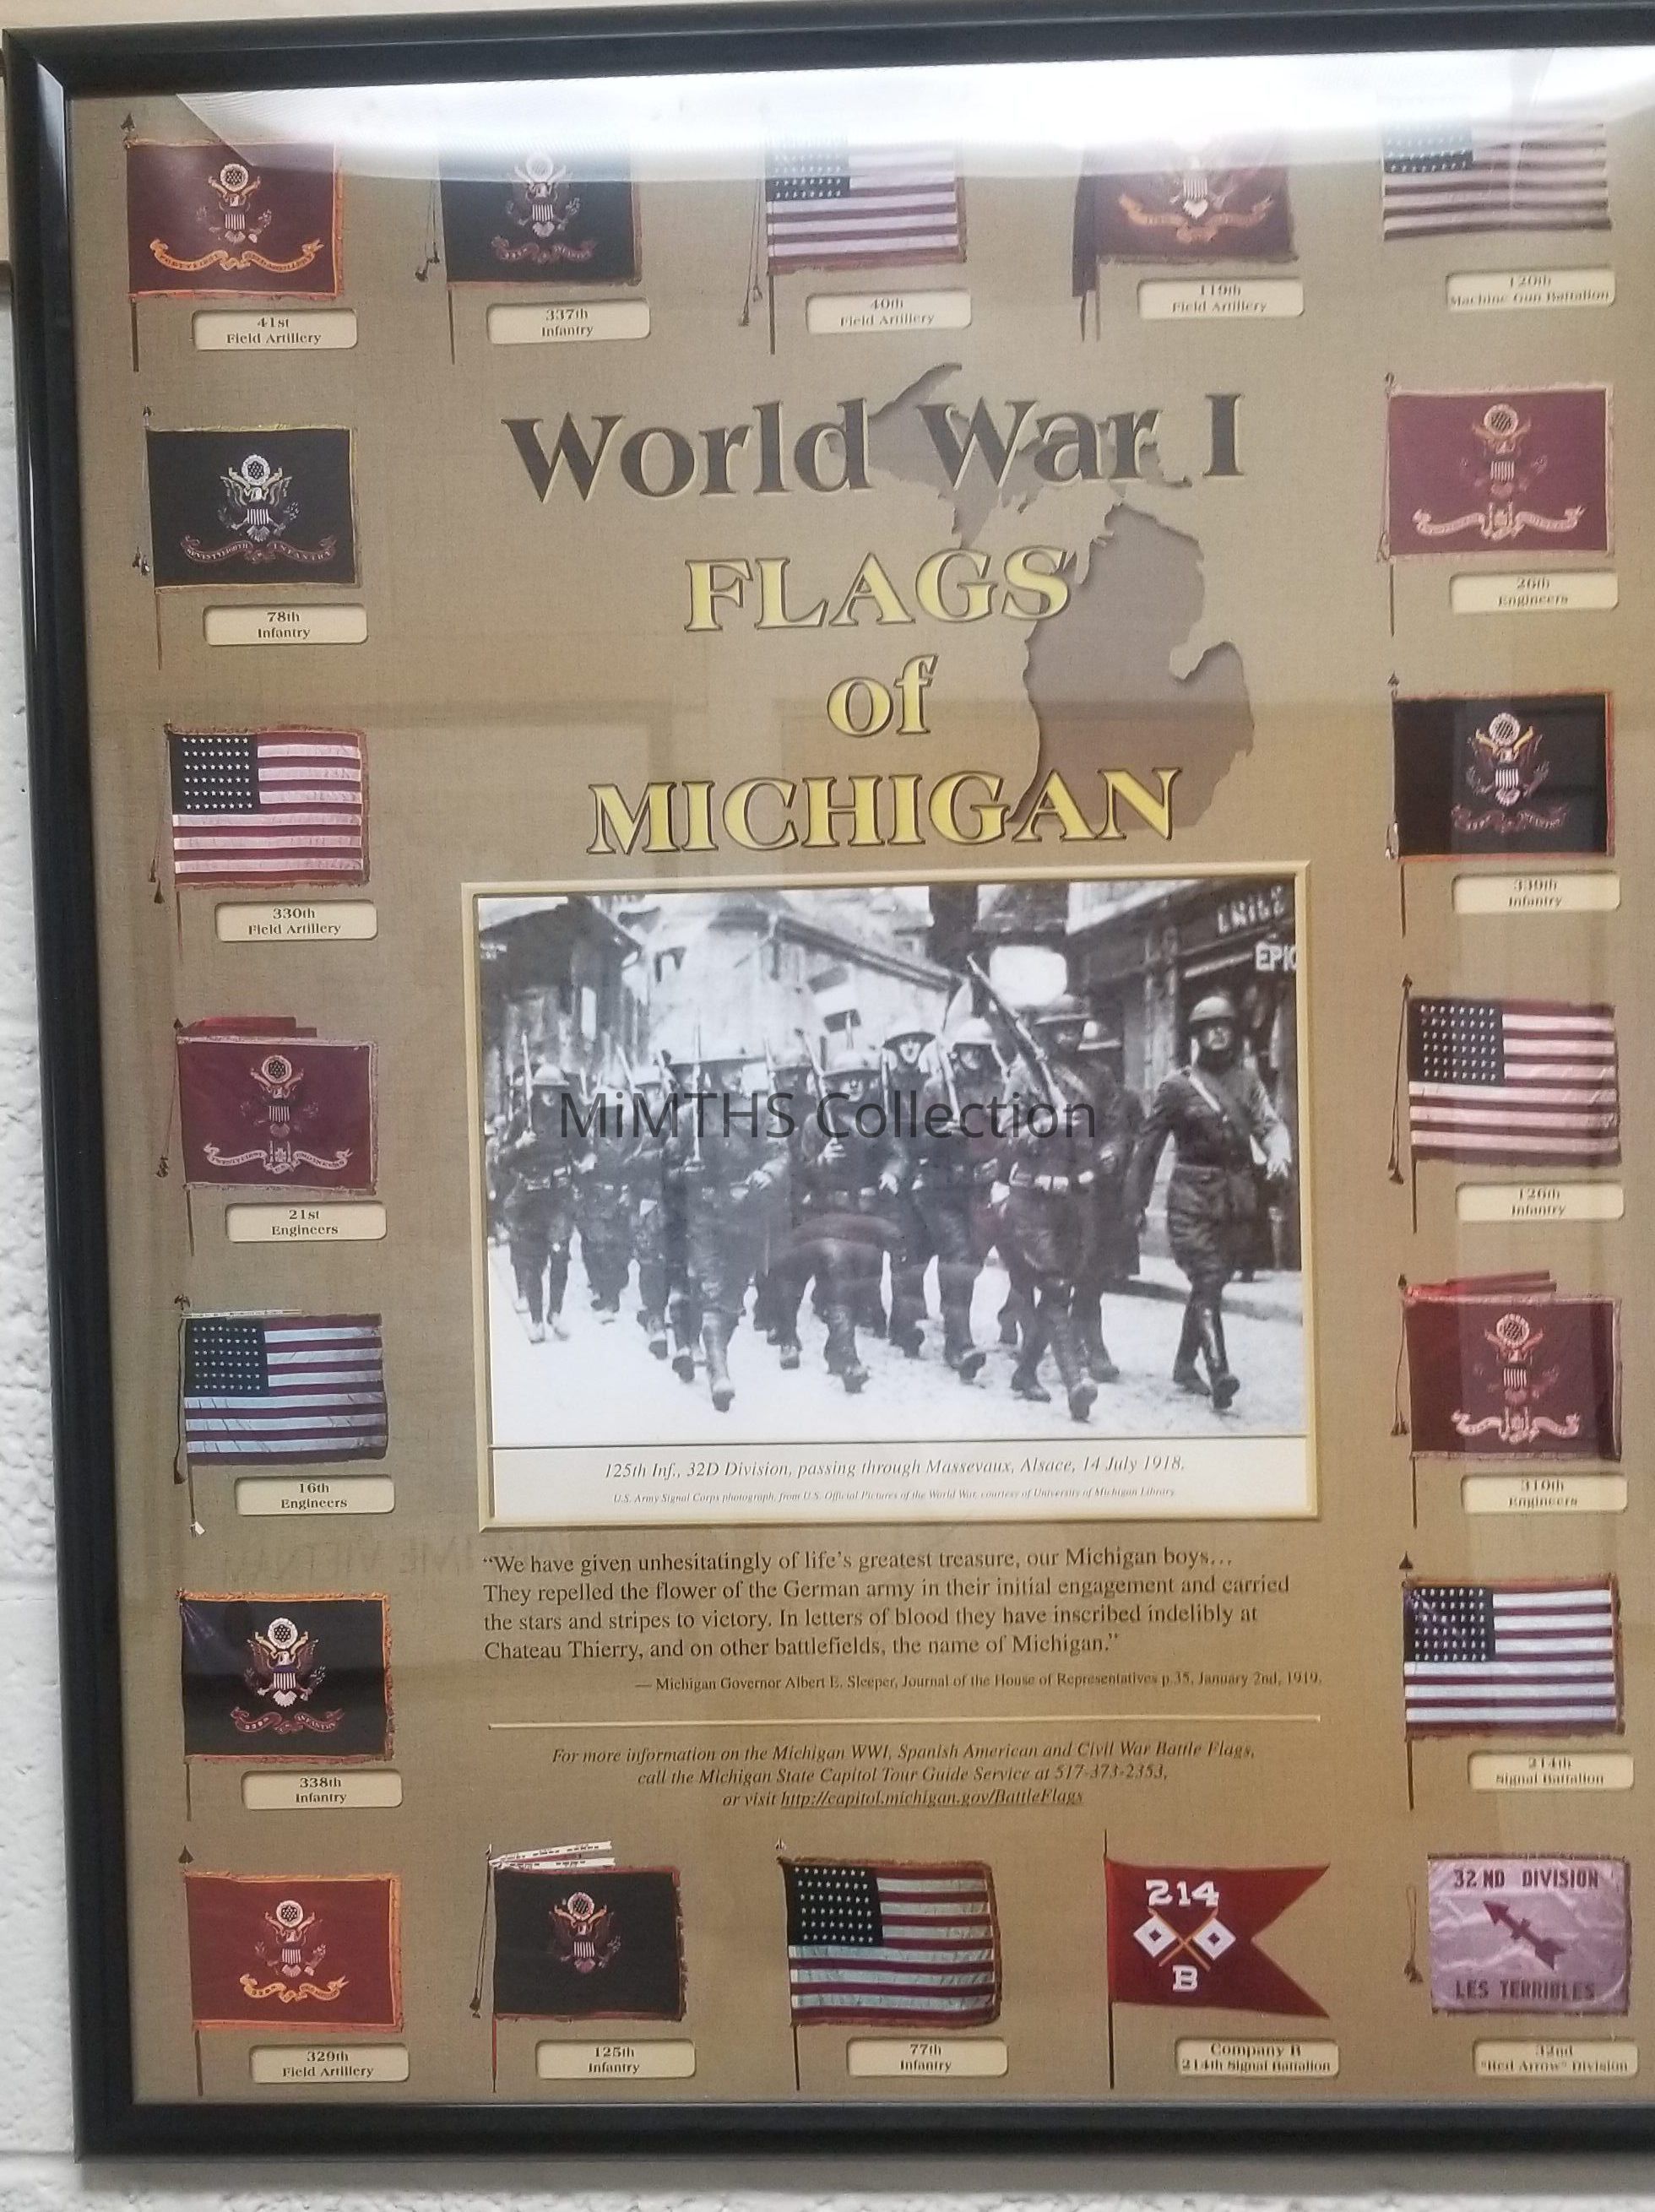 41st
Field Artillery
337th
Infantry
40th
Field Artillery
119th
Field Artillery
120th
Machine Gun Battalion
World War I
FLAGS
of
MICHIGAN
78th
Infantry
26th
Engineers
330th
Field Artillery
339th
Infantry
21st
Engineers
126th
Infantry
16th
Engineers
310th
Engineers
EPIC
MiMTHS Collection
125th Inf., 32D Division, passing through Massevaux, Alsace, 14 July 1918.
U.S. Army Signal Corps photograph, from U.S. Official Pictures of the World War, courtesy of University of Michigan Library
“We have given unhesitatingly of life’s greatest treasure, our Michigan boys…
They repelled the flower of the German army in their initial engagement and carried
the stars and stripes to victory. In letters of blood they have inscribed indelibly at
Chateau Thierry, and on other battlefields, the name of Michigan.”
— Michigan Governor Albert E. Sleeper, Journal of the House of Representatives p.35, January 2nd, 1919.
For more information on the Michigan WWI, Spanish American and Civil War Battle Flags,
call the Michigan State Capitol Tour Guide Service at 517-373-2353,
or visit http://capitol.michigan.gov/BattleFlags
338th
Infantry
214th
Signal Battalion
329th
Field Artillery
125th
Infantry
77th
Infantry
214
B
Company B
214th Signal Battalion
32 ND DIVISION
LES TERRIBLES
32nd
"Red Arrow" Division